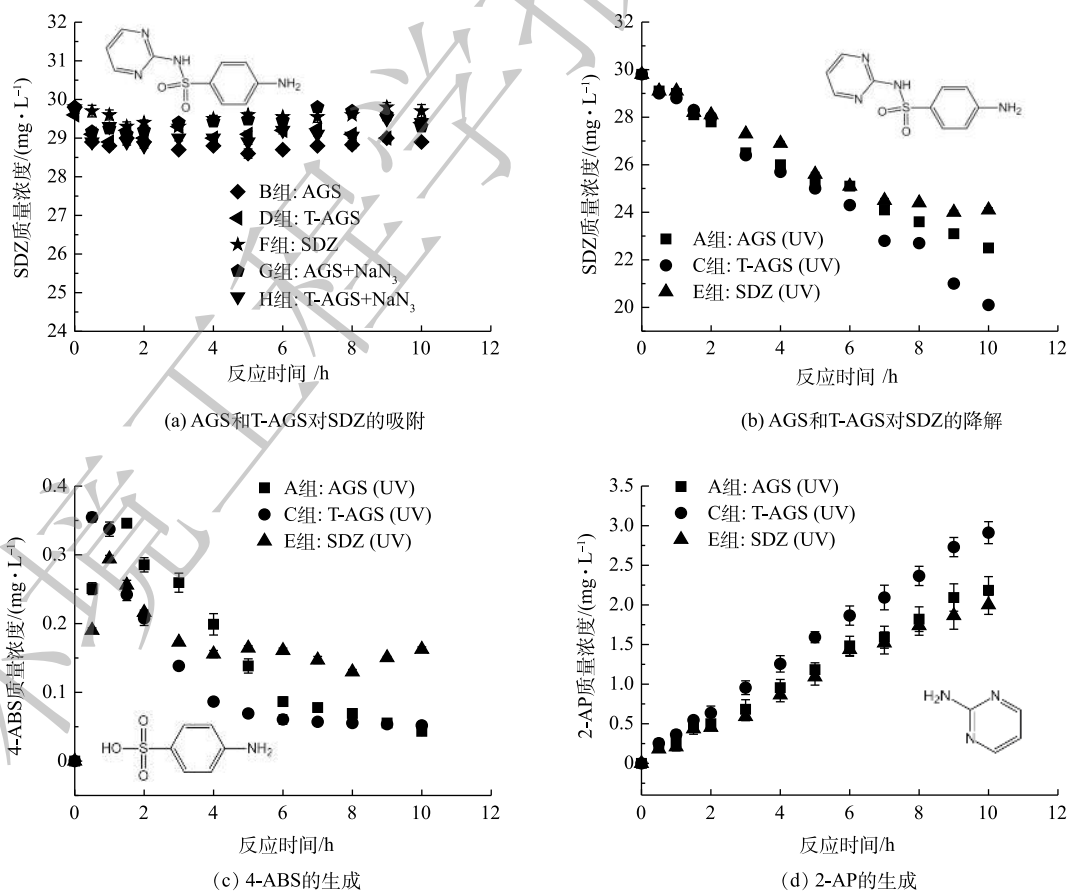 32
31
30
29
28
27
26
25
24
0 2 4 6 8 10 12
SDZ质量浓度/(mg·L⁻¹)
反应时间 /h
N
N
NH
O S
O
NH₂
B组: AGS
D组: T-AGS
F组: SDZ
G组: AGS+NaN₃
H组: T-AGS+NaN₃
(a) AGS和T-AGS对SDZ的吸附
32
30
28
26
24
22
20
0 2 4 6 8 10 12
SDZ质量浓度/(mg·L⁻¹)
反应时间 /h
N
N
NH
O S
O
NH₂
A组: AGS (UV)
C组: T-AGS (UV)
E组: SDZ (UV)
(b) AGS和T-AGS对SDZ的降解
0.4
0.3
0.2
0.1
0
0 2 4 6 8 10 12
4-ABS质量浓度/(mg·L⁻¹)
反应时间/h
A组: AGS (UV)
C组: T-AGS (UV)
E组: SDZ (UV)
O
HO S NH₂
O
(c) 4-ABS的生成
3.5
3.0
2.5
2.0
1.5
1.0
0.5
0
0 2 4 6 8 10 12
2-AP质量浓度/(mg·L⁻¹)
反应时间/h
A组: AGS (UV)
C组: T-AGS (UV)
E组: SDZ (UV)
H₂N
N
N
(d) 2-AP的生成
境工程学